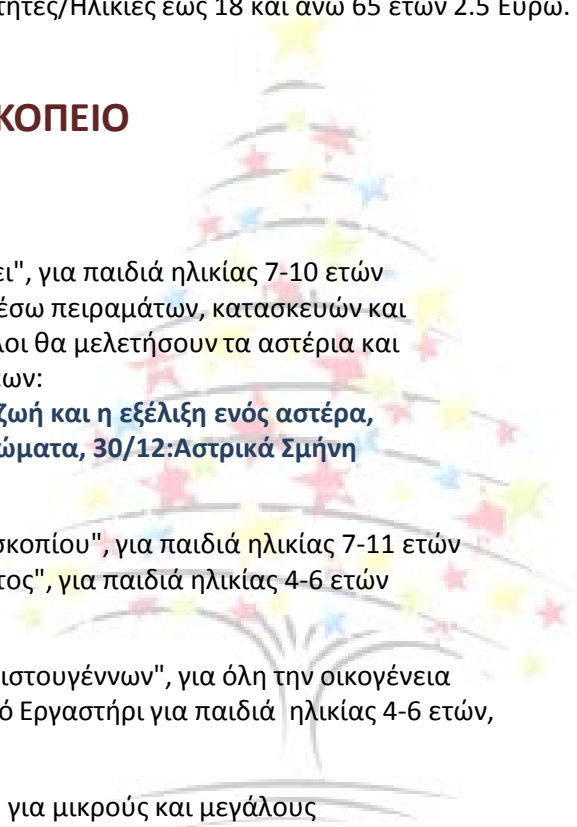 τητες/Ηλικίες έως 18 και άνω 65 ετών 2.5 Ευρώ.
ΚΟΠΕΙΟ
ει", για παιδιά ηλικίας 7-10 ετών
έσω πειραμάτων, κατασκευών και
λοι θα μελετήσουν τα αστέρια και
εων:
ζωή και η εξέλιξη ενός αστέρα,
ώματα, 30/12:Αστρικά Σμήνη
σκοπίου", για παιδιά ηλικίας 7-11 ετών
τος", για παιδιά ηλικίας 4-6 ετών
ιστουγέννων", για όλη την οικογένεια
ό Εργαστήρι για παιδιά ηλικίας 4-6 ετών,
για μικρούς και μεγάλους